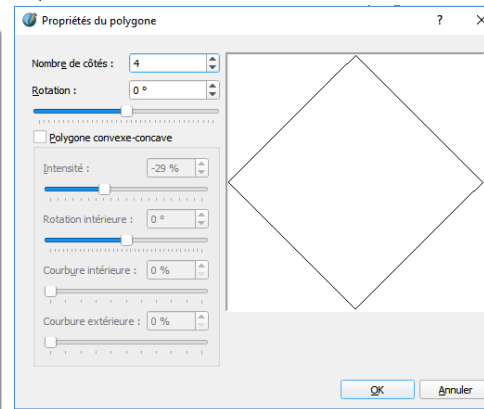 Propriétés du polygone ?
Nombre de côtés : 4
Rotation : 0 °
Polygone convexe-concave
Intensité : -29 %
Rotation intérieure : 0 °
Courbure intérieure : 0 %
Courbure extérieure : 0 %
OK Annuler